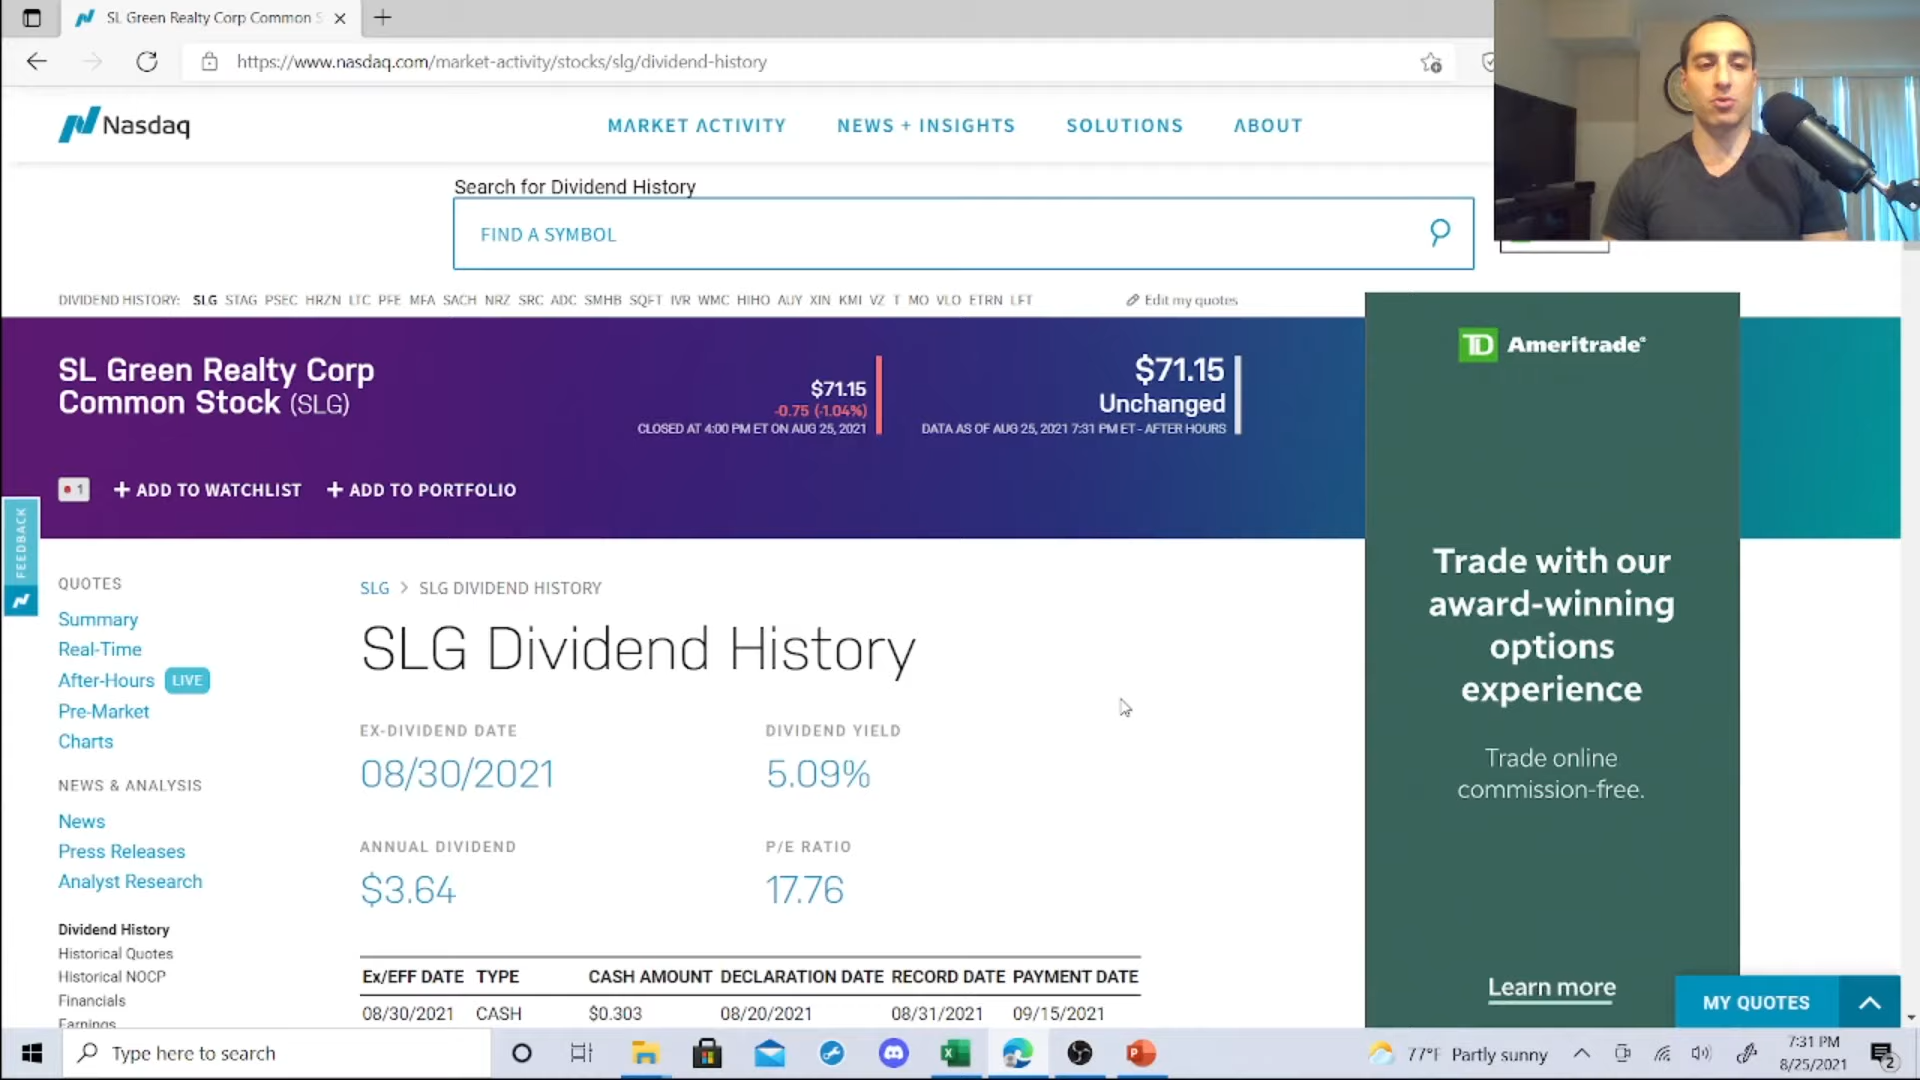 SL Green Realty Corp Common S
https://www.nasdaq.com/market-activity/stocks/slg/dividend-history
Nasdaq
MARKET ACTIVITY NEWS + INSIGHTS SOLUTIONS ABOUT
Search for Dividend History
FIND A SYMBOL
DIVIDEND HISTORY: SLG STAG PSEC HRZN LTC PFE MFA SACH NRZ SRC ADC SMHB SQFT IVR WMC HIHO AUY XIN KMI VZ T MO VLO ETRN LFT
Edit my quotes
SL Green Realty Corp
Common Stock (SLG)
$71.15
-0.75 (-1.04%)
CLOSED AT 4:00 PM ET ON AUG 25, 2021
$71.15
Unchanged
DATA AS OF AUG 25, 2021 7:31 PM ET - AFTER HOURS
1
+ ADD TO WATCHLIST + ADD TO PORTFOLIO
FEEDBACK
QUOTES
Summary
Real-Time
After-Hours LIVE
Pre-Market
Charts
NEWS & ANALYSIS
News
Press Releases
Analyst Research
Dividend History
Historical Quotes
Historical NOCP
Financials
Earnings
SLG > SLG DIVIDEND HISTORY
SLG Dividend History
EX-DIVIDEND DATE DIVIDEND YIELD
08/30/2021 5.09%
ANNUAL DIVIDEND P/E RATIO
$3.64 17.76
Ex/EFF DATE TYPE CASH AMOUNT DECLARATION DATE RECORD DATE PAYMENT DATE
08/30/2021 CASH $0.303 08/20/2021 08/31/2021 09/15/2021
TD Ameritrade®
Trade with our
award-winning
options
experience
Trade online
commission-free.
Learn more
MY QUOTES
Type here to search
77°F Partly sunny
7:31 PM
8/25/2021
2